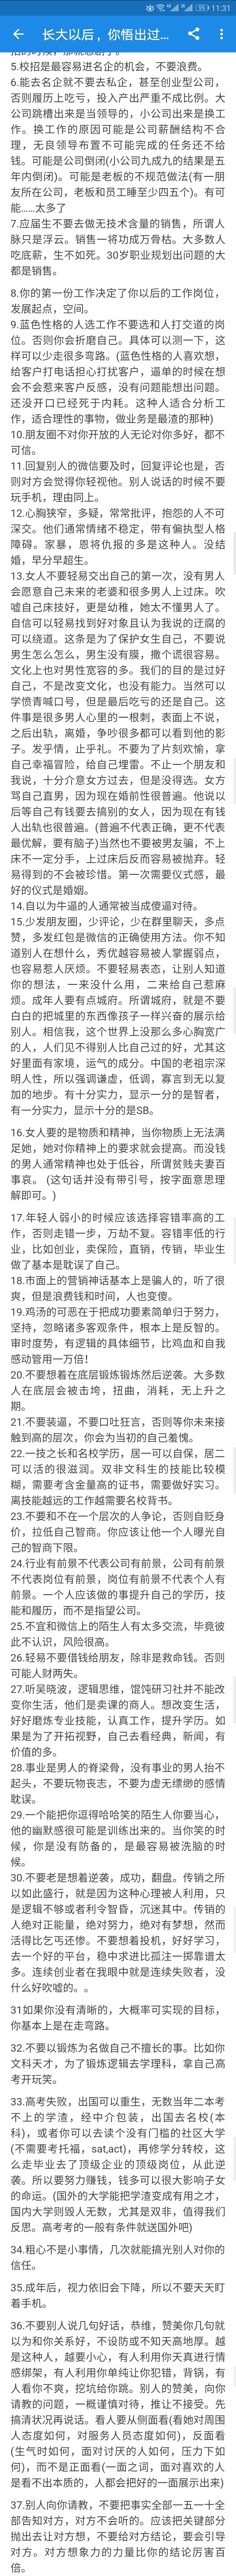 99
11:31
长大以后，你悟出过...
5.校招是最容易进名企的机会，不要浪费。
6.能去名企就不要去私企，甚至创业型公司，
否则履历上吃亏，投入产出严重不成比例。大
公司跳槽出来是当领导的，小公司出来是换工
作。换工作的原因可能是公司薪酬结构不合
理，无良领导布置不可能完成的任务还不给
钱。可能是公司倒闭(小公司九成九的结果是五
年内倒闭)。可能是老板的不规范做法(有一朋
友所在公司，老板和员工睡至少四五个)。有可
能......太多了
7.应届生不要去做无技术含量的销售，所谓人
脉只是浮云。销售一将功成万骨枯。大多数人
吃底薪，生不如死。30岁职业规划出问题的大
都是销售。
8.你的第一份工作决定了你以后的工作岗位，
发展起点，空间。
9.蓝色性格的人选工作不要选和人打交道的岗
位。否则你会折磨自己。具体可以测一下，这
样可以少走很多弯路。(蓝色性格的人喜欢想，
给客户打电话担心打扰客户，逼单的时候在想
会不会惹来客户反感，没有问题能想出问题。
还没开口已经死于内耗。这种人适合分析工
作，适合理性的事物，做业务是最渣的那种)
10.朋友圈不对你开放的人无论对你多好，都不
可信。
11.回复别人的微信要及时，回复评论也是，否
则对方会觉得你轻视他。别人说话的时候不要
玩手机，理由同上。
12.心胸狭窄，多疑，常常批评，抱怨的人不可
深交。他们通常情绪不稳定，带有偏执型人格
障碍。家暴，恩将仇报的多是这种人。没结
婚，早分早超生。
13.女人不要轻易交出自己的第一次，没有男人
会愿意自己未来的老婆和很多男人上过床。吹
嘘自己床技好，更是幼稚，她太不懂男人了。
自信可以轻易找到好对象且认为我说的迂腐的
可以绕道。这条是为了保护女生自己，不要说
男生怎么怎么，男生没有膜，撒个谎很容易。
文化上也对男性宽容的多。我们的目的是过好
自己，不是改变文化，也没有能力。当然可以
学愤青喊口号，但是最后吃亏的还是自己。这
件事是很多男人心里的一根刺，表面上不说，
之后出轨，离婚，争吵很多都可以看到他的影
子。发乎情，止乎礼。不要为了片刻欢愉，拿
自己幸福冒险，给自己埋雷。不止一个朋友和
我说，十分介意女方过去，但是没得选。女方
骂自己直男，因为现在婚前性很普遍。他说以
后等自己有钱要去搞别的女人，因为现在有钱
人出轨也很普遍。(普遍不代表正确，更不代表
最优解，要有脑子)当然也不要被男友骗，不上
床不一定分手，上过床后反而容易被抛弃。轻
易得到的不会被珍惜。第一次需要仪式感，最
好的仪式是婚姻。
14.自以为牛逼的人通常被当成傻逼对待。
15.少发朋友圈，少评论，少在群里聊天，多点
赞，多发红包是微信的正确使用方法。你不知
道别人在想什么，秀优越容易被人掌握弱点，
也容易惹人厌烦。不要轻易表态，让别人知道
你的想法，一来没什么用，二来给自己惹麻
烦。成年人要有点城府。所谓城府，就是不要
白白的把城里的东西像孩子一样兴奋的展示给
别人。相信我，这个世界上没那么多心胸宽广
的人，人们见不得别人比自己过的好，尤其这
好里面有家境，运气的成分。中国的老祖宗深
明人性，所以强调谦虚，低调，寡言到无以复
加的地步。有十分实力，显示一分的是智者，
有一分实力，显示十分的是SB。
16.女人要的是物质和精神，当你物质上无法满
足她，她对你精神上的要求就会提高。而没钱
的男人通常精神也处于低谷，所谓贫贱夫妻百
事哀。 (这句话并没有带引号，按字面意思理
解即可。)
17.年轻人弱小的时候应该选择容错率高的工
作，否则走错一步，万劫不复。容错率低的行
业，比如创业，卖保险，直销，传销，毕业生
做了基本是耽误了自己。
18.市面上的营销神话基本上是骗人的，听了很
爽，但是浪费钱和时间，人也变傻。
19.鸡汤的可恶在于把成功要素简单归于努力，
坚持，忽略诸多客观条件，根本上是反智的。
审时度势，有逻辑的具体细节，比鸡血和自我
感动管用一万倍！
20.不要想着在底层锻炼锻炼然后逆袭。大多数
人在底层会被击垮，扭曲，消耗，无上升之
期。
21.不要装逼，不要口吐狂言，否则等你未来接
触到高的层次，你会为当初的自己羞愧。
22.一技之长和名校学历，居一可以自保，居二
可以活的很滋润。双非文科生的技能比较模
糊，需要考含金量高的证书，需要做好实习。
离技能越远的工作越需要名校背书。
23.不要和不在一个层次的人争论，否则自贬身
价，拉低自己智商。你应该让他一个人曝光自
己的智商下限。
24.行业有前景不代表公司有前景，公司有前景
不代表岗位有前景，岗位有前景不代表个人有
前景。一个人应该做的事提升自己的学历，技
能和履历，而不是指望公司。
25.不宜和微信上的陌生人有太多交流，毕竟彼
此不认识，风险很高。
26.轻易不要借钱给朋友，除非是救命钱。否则
可能人财两失。
27.听吴晓波，逻辑思维，馄饨研习社并不能改
变你生活，他们是卖课的商人。想改变生活，
好好磨炼专业技能，认真工作，提升学历。如
果是为了开拓视野，自己去看经典，新闻，有
价值的多。
28.事业是男人的脊梁骨，没有事业的男人抬不
起头，不要玩物丧志，不要为虚无缥缈的感情
耽误。
29.一个能把你逗得哈哈笑的陌生人你要当心，
他的幽默感很可能是训练出来的。当你笑的时
候，你是没有防备的，是最容易被洗脑的时
候。
30.不要老是想着逆袭，成功，翻盘。传销之所
以如此盛行，就是因为这种心理被人利用，只
是逻辑不够或者利令智昏，沉迷其中。传销的
人绝对正能量，绝对努力，绝对有梦想，然而
活得比乞丐还惨。不要想着投机，好好学习，
去一个好的平台，稳中求进比孤注一掷靠谱太
多。连续创业者在我眼中就是连续失败者，没
什么好吹嘘的。。
31如果你没有清晰的，大概率可实现的目标，
你基本上是在走弯路。
32.不要以锻炼为名做自己不擅长的事。比如你
文科天才，为了锻炼逻辑去学理科，拿自己高
考开玩笑。
33.高考失败，出国可以重生，无数当年二本考
不上的学渣，经中介包装，出国去名校(本
科)，或者你可以去读个没有门槛的社区大学
(不需要考托福，sat,act)，再修学分转校，这
么走毕业去了顶级企业的顶级岗位，从此逆
袭。所以要努力赚钱，钱多可以很大影响子女
的命运。(国外的大学能把学渣变成有用之才，
国内大学则毁人无数，尤其是双非，值得我们
反思。高考考的一般有条件就送国外吧)
34.粗心不是小事情，几次就能搞光别人对你的
信任。
35.成年后，视力依旧会下降，所以不要天天盯
着手机。
36.不要别人说几句好话，恭维，赞美你几句就
以为和你关系好，不设防或不知天高地厚。越
是这种人，越要小心，有人利用你天真进行情
感绑架，有人利用你单纯让你犯错，背锅，有
人看你不爽，挖坑给你跳。别人的赞美，向你
请教的问题，一概谨慎对待，推让不接受。先
搞清状况再说话。看人要从侧面看(看她对周围
人态度如何，对服务人员态度如何)，反面看
(生气时如何，面对讨厌的人如何，压力下如
何)，而不是正面看(一面之词，面对喜欢的人
是看不出本质的，人都会把好的一面展示出来)
37.别人向你请教，不要把事实全部一五一十全
部告知对方，对方不会听的。应该把关键部分
抛出去让对方想，不要给对方结论，要会引导
对方。对方想象力的力量比你的结论厉害百
倍。